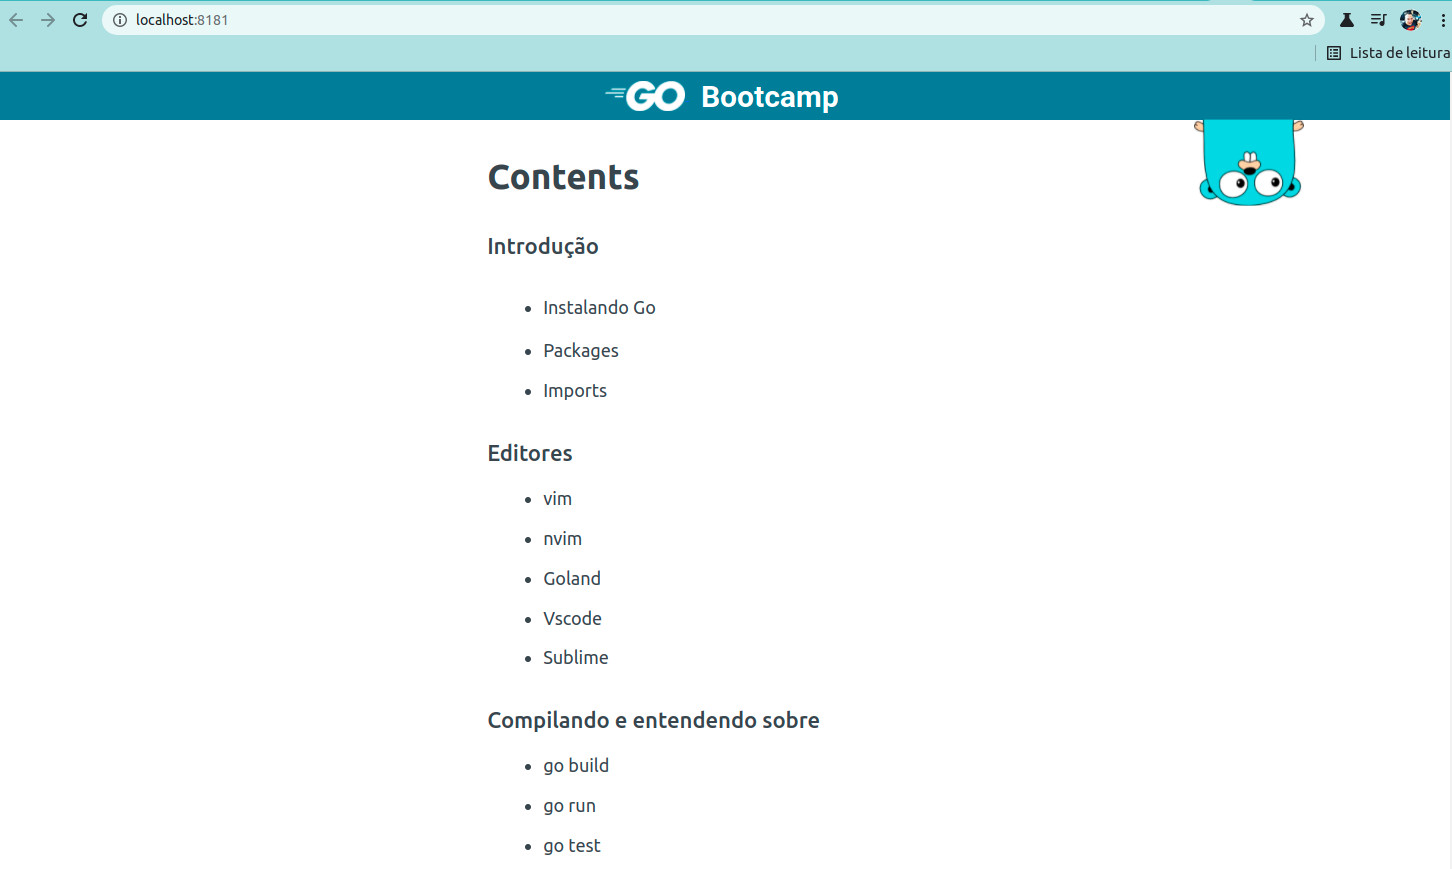 localhost:8181
Lista de leitura
GO Bootcamp
Contents
Introdução
• Instalando Go
• Packages
• Imports
Editores
• vim
• nvim
• Goland
• Vscode
• Sublime
Compilando e entendendo sobre
• go build
• go run
• go test